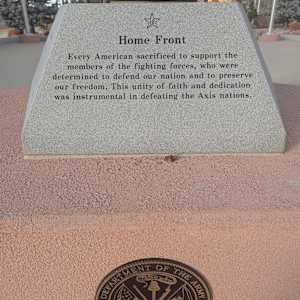 Home Front
Every American sacrificed to support the
members of the fighting forces, who were
determined to defend our nation and to preserve
our freedom. This unity of faith and dedication
was instrumental in defeating the Axis nations.
DEPARTMENT OF THE ARMY